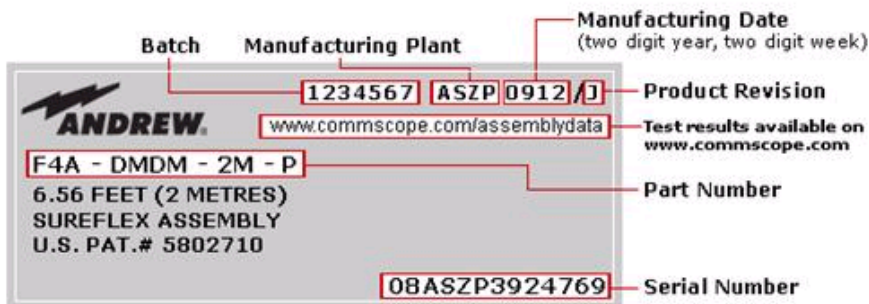 Manufacturing Date
(two digit year, two digit week)
Batch
Manufacturing Plant
1234567 ASZP 0912 / J
Product Revision
ANDREW.
www.commscope.com/assemblydata
Test results available on
www.commscope.com
F4A - DMDM - 2M - P
Part Number
6.56 FEET (2 METRES)
SUREFLEX ASSEMBLY
U.S. PAT.# 5802710
08ASZP3924769
Serial Number